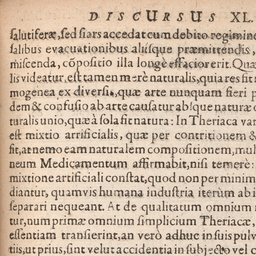 DISCURSUS XL.
salutiferæ, sed si ars accedat cum debito regimine
salibus evacuationibus aliisque præmittendis,
miscenda, cōpositio illa longè efficacior erit. Quæ
lis videatur, est tamen merè naturalis, quia res fit
mogenea ex diversis, quæ arte nunquam fieri p
dem & confusio ab arte causatur absque naturæ o
turalis unio, quæ à sola fit natura: In Theriaca var
est mixtio artificialis, quæ per contritionem &
fit, at nemo eam naturalem compositionem, mul
neum Medicamentum affirmabit, nisi temerè:
mixtione artificiali constat, quod non per minim
diantur, quamvis humana industria iterum ab i
separari nequeant. At de qualitatum omnium
tur, num primæ omnium simplicium Theriacæ,
essentiam transierint, an verò adhuc in suis pulv
tiis, ut prius, sint velut accidentia in subjecto vel c